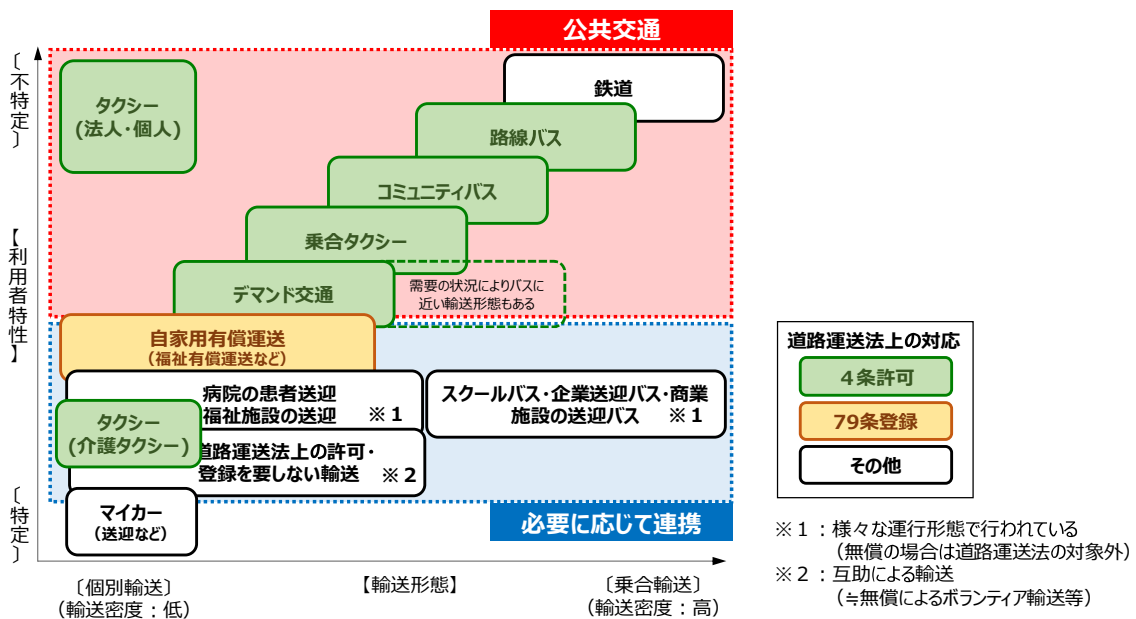 公共交通
〔不特定〕
【利用者特性】
〔特定〕
鉄道
タクシー
(法人・個人)
路線バス
コミュニティバス
乗合タクシー
デマンド交通
需要の状況によりバスに
近い輸送形態もある
自家用有償運送
(福祉有償運送など)
病院の患者送迎
福祉施設の送迎 ※1
スクールバス・企業送迎バス・商業
施設の送迎バス ※1
タクシー
(介護タクシー)
道路運送法上の許可・
登録を要しない輸送 ※2
マイカー
(送迎など)
必要に応じて連携
〔個別輸送〕
(輸送密度：低)
【輸送形態】
〔乗合輸送〕
(輸送密度：高)
道路運送法上の対応
4条許可
79条登録
その他
※1：様々な運行形態で行われている
(無償の場合は道路運送法の対象外)
※2：互助による輸送
(≒無償によるボランティア輸送等)